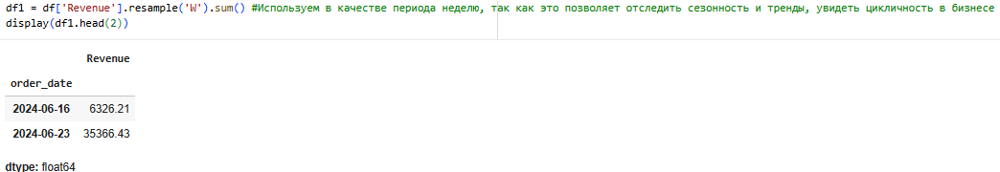 df1 = df['Revenue'].resample('W').sum() #Используем в качестве периода неделю, так как это позволяет отследить сезонность и тренды, увидеть цикличность в бизнесе
display(df1.head(2))
Revenue
order_date
2024-06-16 6326.21
2024-06-23 35366.43
dtype: float64